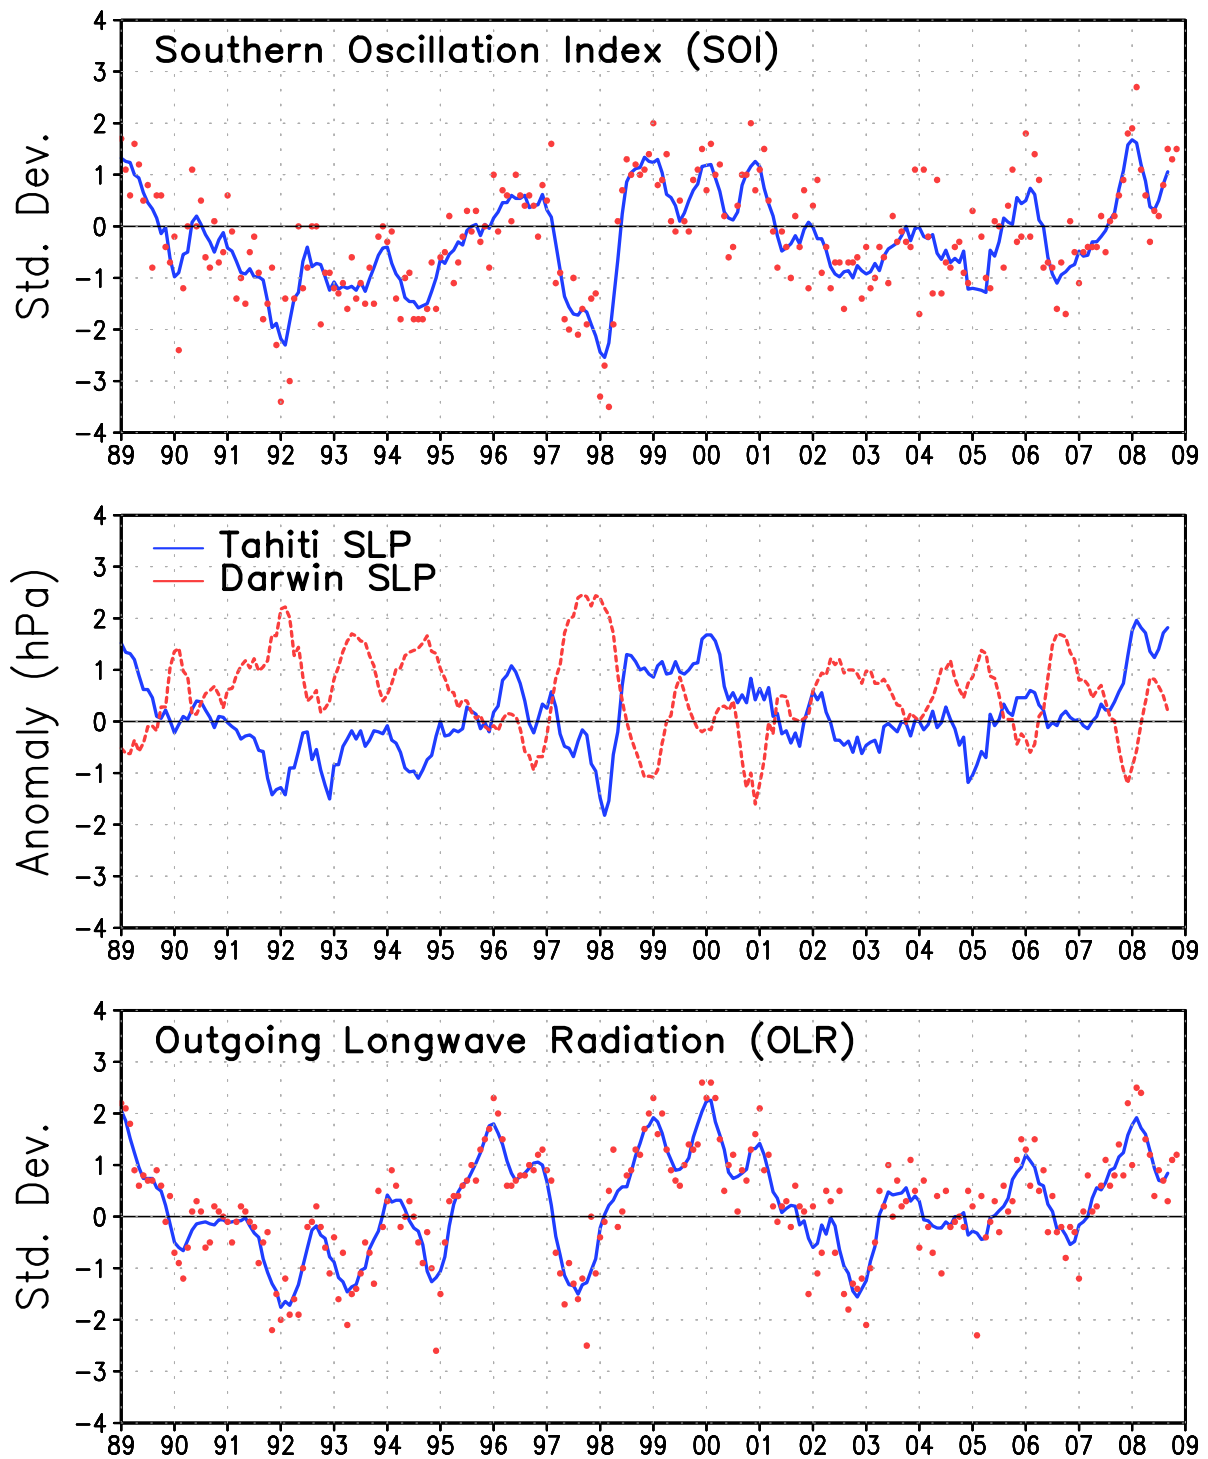 Southern Oscillation Index (SOI)
Std. Dev.
4
3
2
1
0
−1
−2
−3
−4
89 90 91 92 93 94 95 96 97 98 99 00 01 02 03 04 05 06 07 08 09
Tahiti SLP
Darwin SLP
Anomaly (hPa)
4
3
2
1
0
−1
−2
−3
−4
89 90 91 92 93 94 95 96 97 98 99 00 01 02 03 04 05 06 07 08 09
Outgoing Longwave Radiation (OLR)
Std. Dev.
4
3
2
1
0
−1
−2
−3
−4
89 90 91 92 93 94 95 96 97 98 99 00 01 02 03 04 05 06 07 08 09